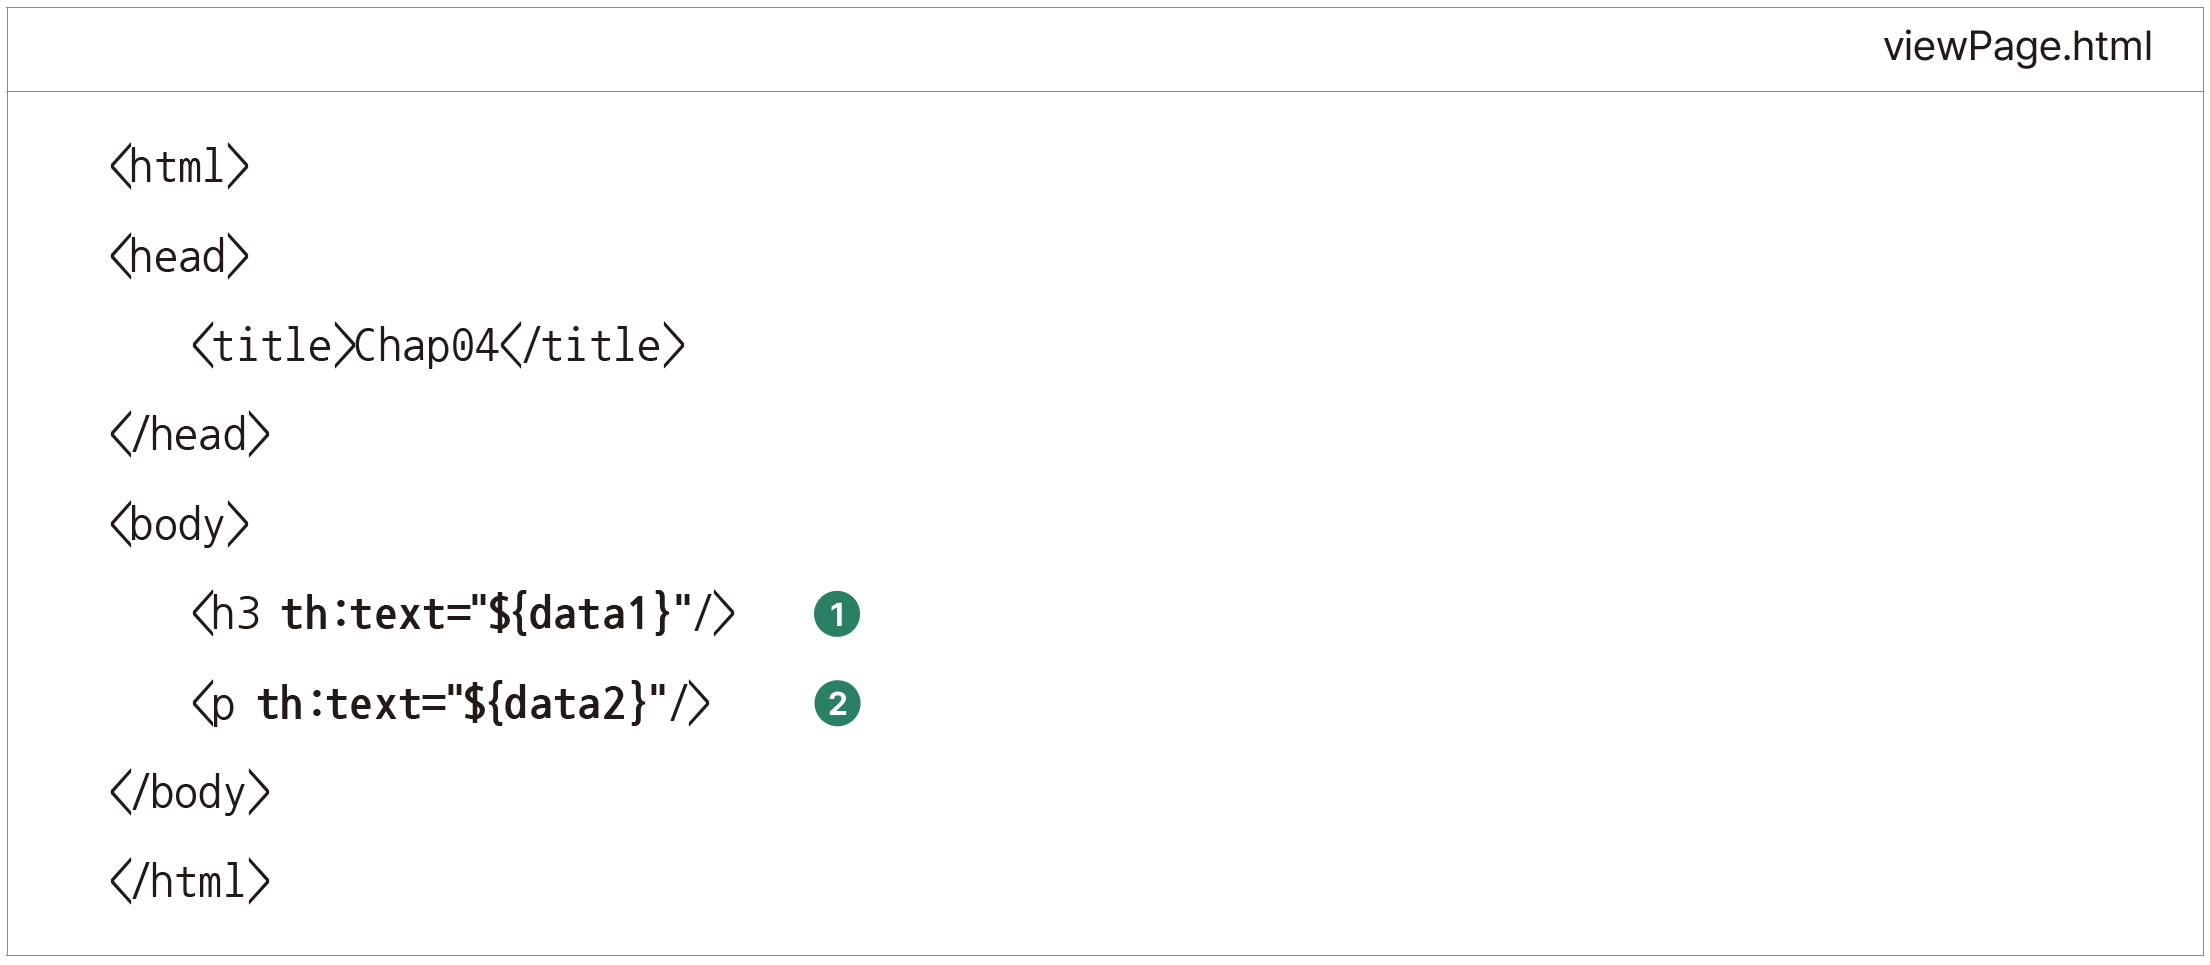 viewPage.html
<html>
<head>
<title>Chap04</title>
</head>
<body>
<h3 th:text="${data1}"/> 1
<p th:text="${data2}"/> 2
</body>
</html>